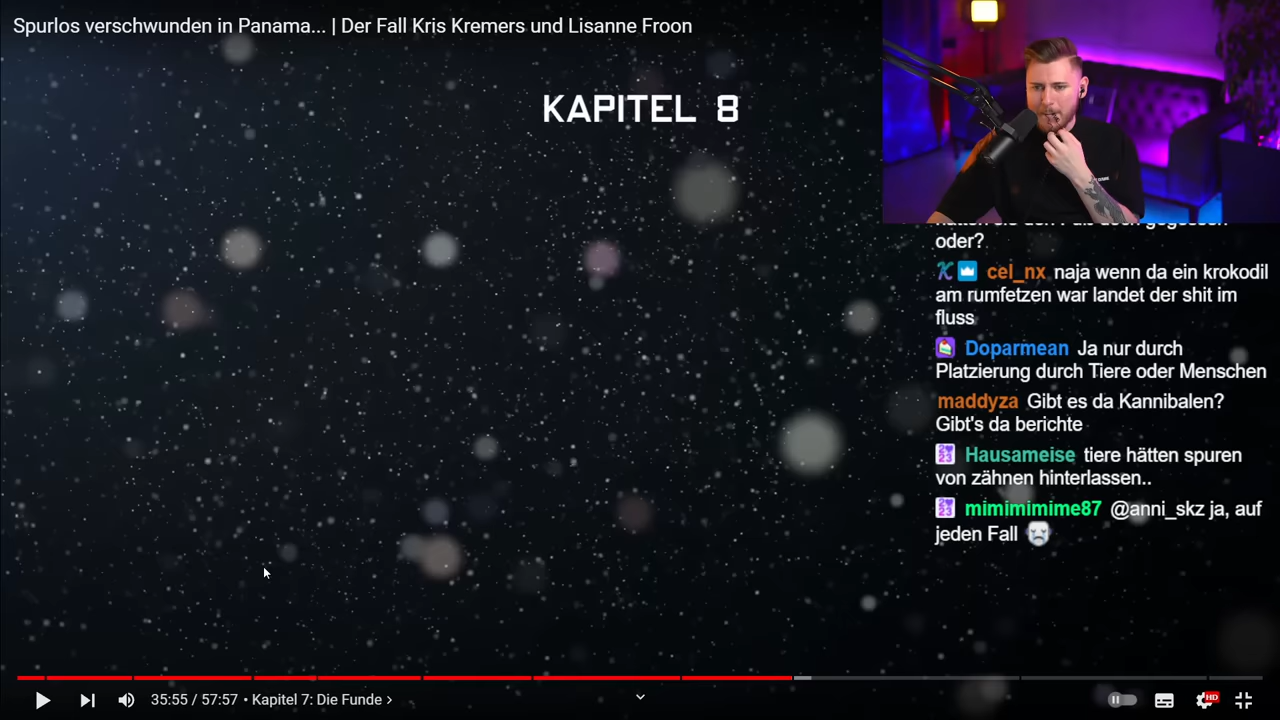 Spurlos verschwunden in Panama... | Der Fall Kris Kremers und Lisanne Froon
KAPITEL 8
oder?
cel_nx naja wenn da ein krokodil
am rumfetzen war landet der shit im
fluss
Doparmean Ja nur durch
Platzierung durch Tiere oder Menschen
maddyza Gibt es da Kannibalen?
Gibt's da berichte
Hausameise tiere hätten spuren
von zähnen hinterlassen..
mimimimime87 @anni_skz ja, auf
jeden Fall
35:55 / 57:57 • Kapitel 7: Die Funde >
HD